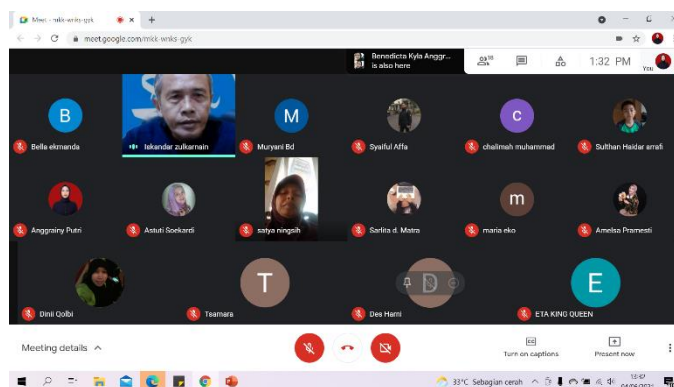 Meet - mkk-wnks-gyk
meet.google.com/mkk-wnks-gyk
Benedicta Kyla Anggr...
is also here
1:32 PM
You
B
Bella ekmanda
Iskandar zulkarnain
M
Muryani Bd
Syaiful Affa
c
chalimah muhammad
Sulthan Haidar arrafi
Anggrainy Putri
Astuti Soekardi
satya ningsih
Sarlita d. Matra
m
maria eko
Amelsa Pramesti
Dinii Qolbi
T
Tsamara
D
Des Harni
E
ETA KING QUEEN
Meeting details
Turn on captions
Present now
33°C Sebagian cerah
13:32